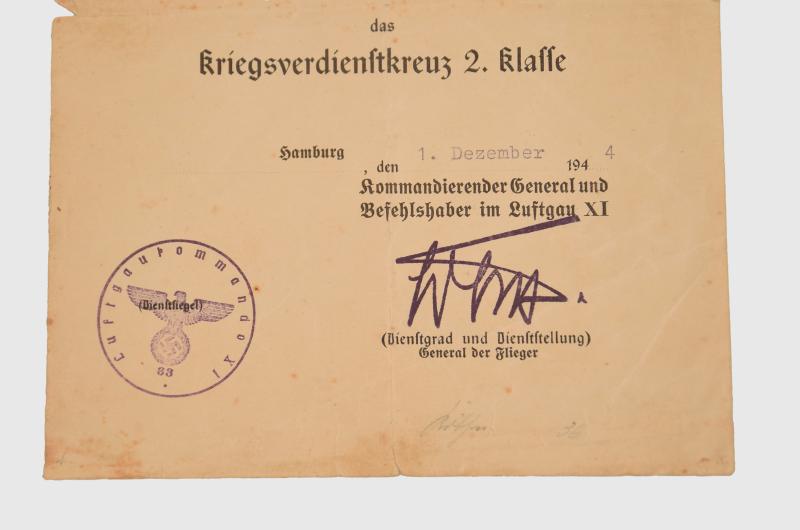 das
Kriegsverdienstkreuz 2. Klasse
Hamburg, den 1. Dezember 194 4
Kommandierender General und
Befehlshaber im Luftgau XI
Luftgaukommando XI
(Dienstsiegel)
83
(Dienstgrad und Dienststellung)
General der Flieger